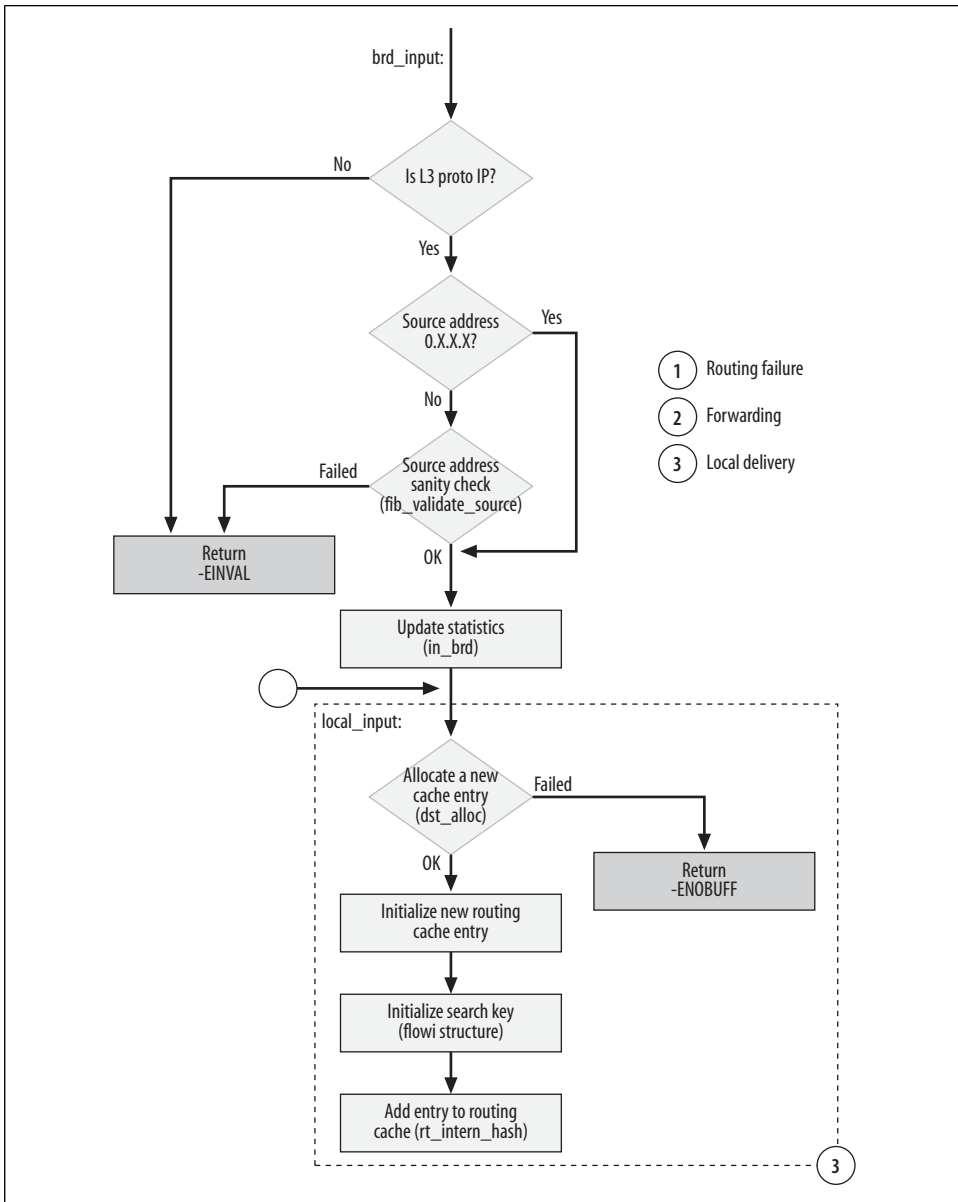 brd_input:
Is L3 proto IP?
No
Yes
Source address
0.X.X.X?
Yes
No
1 Routing failure
2 Forwarding
3 Local delivery
Source address
sanity check
(fib_validate_source)
Failed
OK
Return
-EINVAL
Update statistics
(in_brd)
local_input:
Allocate a new
cache entry
(dst_alloc)
Failed
OK
Return
-ENOBUFF
Initialize new routing
cache entry
Initialize search key
(flowi structure)
Add entry to routing
cache (rt_intern_hash)
3